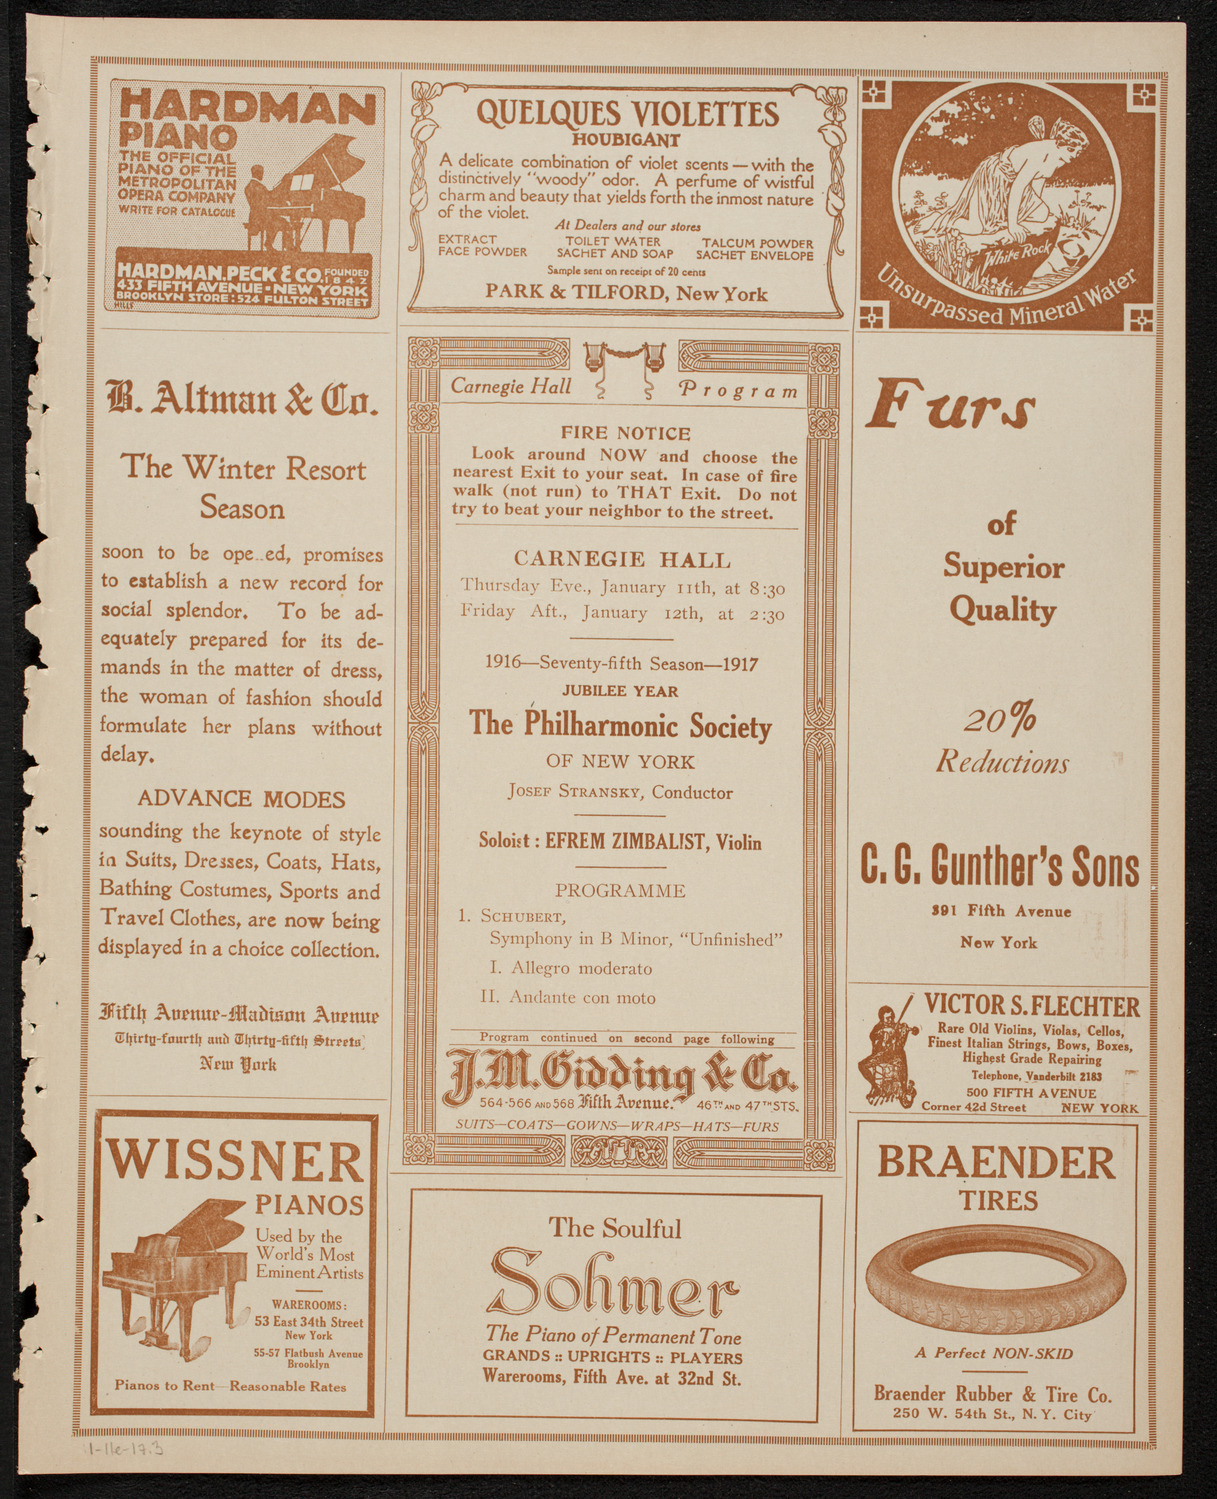 HARDMAN
PIANO
THE OFFICIAL
PIANO OF THE
METROPOLITAN
OPERA COMPANY
WRITE FOR CATALOGUE
HARDMAN, PECK & CO. FOUNDED 1842
433 FIFTH AVENUE - NEW YORK
BROOKLYN STORE: 524 FULTON STREET
MILLS
QUELQUES VIOLETTES
HOUBIGANT
A delicate combination of violet scents — with the
distinctively "woody" odor. A perfume of wistful
charm and beauty that yields forth the inmost nature
of the violet.
At Dealers and our stores
EXTRACT TOILET WATER TALCUM POWDER
FACE POWDER SACHET AND SOAP SACHET ENVELOPE
Sample sent on receipt of 20 cents
PARK & TILFORD, New York
White Rock
Unsurpassed Mineral Water
B. Altman & Co.
The Winter Resort
Season
soon to be ope..ed, promises
to establish a new record for
social splendor. To be ad-
equately prepared for its de-
mands in the matter of dress,
the woman of fashion should
formulate her plans without
delay.
ADVANCE MODES
sounding the keynote of style
in Suits, Dresses, Coats, Hats,
Bathing Costumes, Sports and
Travel Clothes, are now being
displayed in a choice collection.
Fifth Avenue-Madison Avenue
Thirty-fourth and Thirty-fifth Streets
New York
WISSNER
PIANOS
Used by the
World's Most
Eminent Artists
WAREROOMS:
53 East 34th Street
New York
55-57 Flatbush Avenue
Brooklyn
Pianos to Rent—Reasonable Rates
Carnegie Hall Program
FIRE NOTICE
Look around NOW and choose the
nearest Exit to your seat. In case of fire
walk (not run) to THAT Exit. Do not
try to beat your neighbor to the street.
CARNEGIE HALL
Thursday Eve., January 11th, at 8:30
Friday Aft., January 12th, at 2:30
1916—Seventy-fifth Season—1917
JUBILEE YEAR
The Philharmonic Society
OF NEW YORK
JOSEF STRANSKY, Conductor
Soloist: EFREM ZIMBALIST, Violin
PROGRAMME
1. SCHUBERT,
Symphony in B Minor, "Unfinished"
I. Allegro moderato
II. Andante con moto
Program continued on second page following
J. M. Gidding & Co.
564-566 AND 568 Fifth Avenue. 46TH AND 47TH STS.
SUITS—COATS—GOWNS—WRAPS—HATS—FURS
The Soulful
Sohmer
The Piano of Permanent Tone
GRANDS :: UPRIGHTS :: PLAYERS
Warerooms, Fifth Ave. at 32nd St.
Furs
of
Superior
Quality
20%
Reductions
C. G. Gunther's Sons
391 Fifth Avenue
New York
VICTOR S. FLECHTER
Rare Old Violins, Violas, Cellos,
Finest Italian Strings, Bows, Boxes,
Highest Grade Repairing
Telephone, Vanderbilt 2183
500 FIFTH AVENUE
Corner 42d Street NEW YORK
BRAENDER
TIRES
A Perfect NON-SKID
Braender Rubber & Tire Co.
250 W. 54th St., N. Y. City
1-11e-17.3